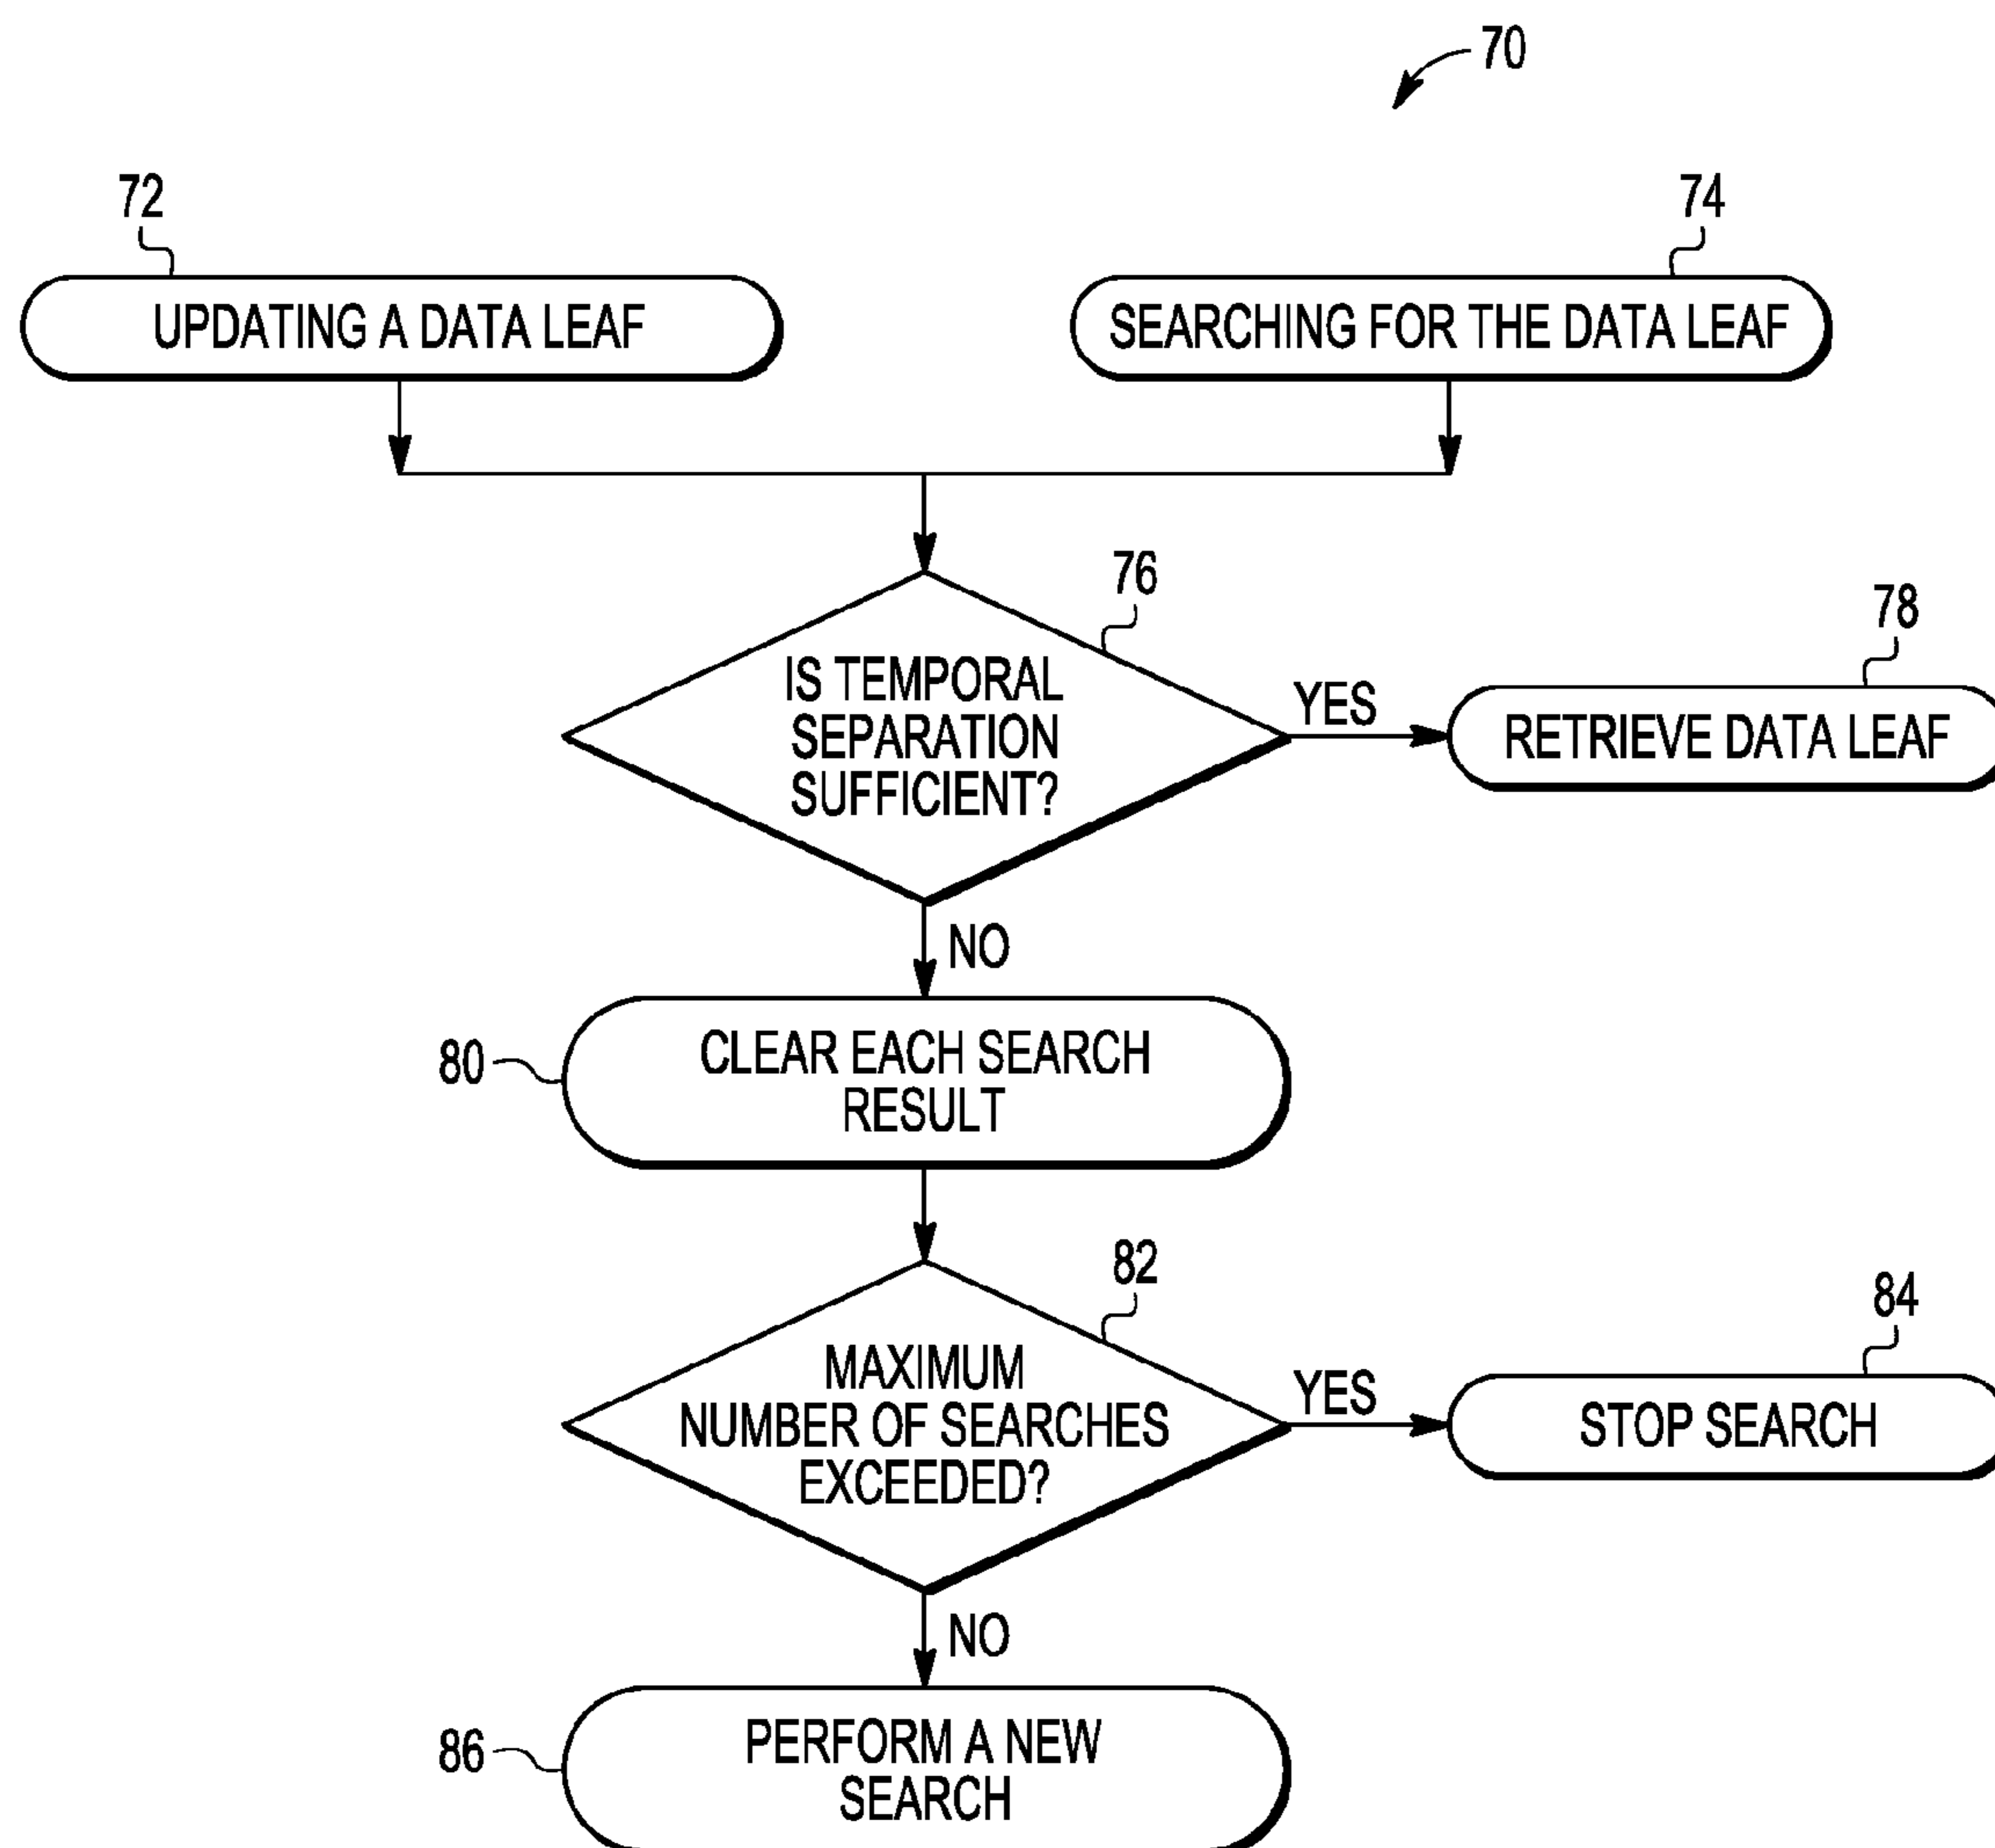 70
72
74
UPDATING A DATA LEAF
SEARCHING FOR THE DATA LEAF
76
IS TEMPORAL
SEPARATION
SUFFICIENT?
YES
78
RETRIEVE DATA LEAF
NO
80
CLEAR EACH SEARCH
RESULT
82
MAXIMUM
NUMBER OF SEARCHES
EXCEEDED?
YES
84
STOP SEARCH
NO
86
PERFORM A NEW
SEARCH